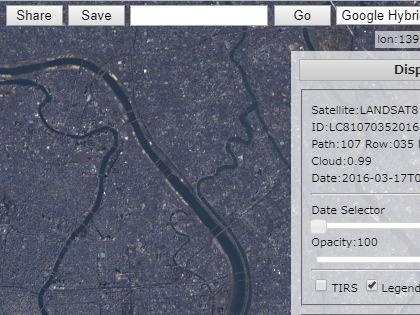 Share Save Go Google Hybri
lon:139
Disp
Satellite:LANDSAT8
ID:LC81070352016
Path:107 Row:035
Cloud:0.99
Date:2016-03-17T0
Date Selector
Opacity:100
TIRS Legend